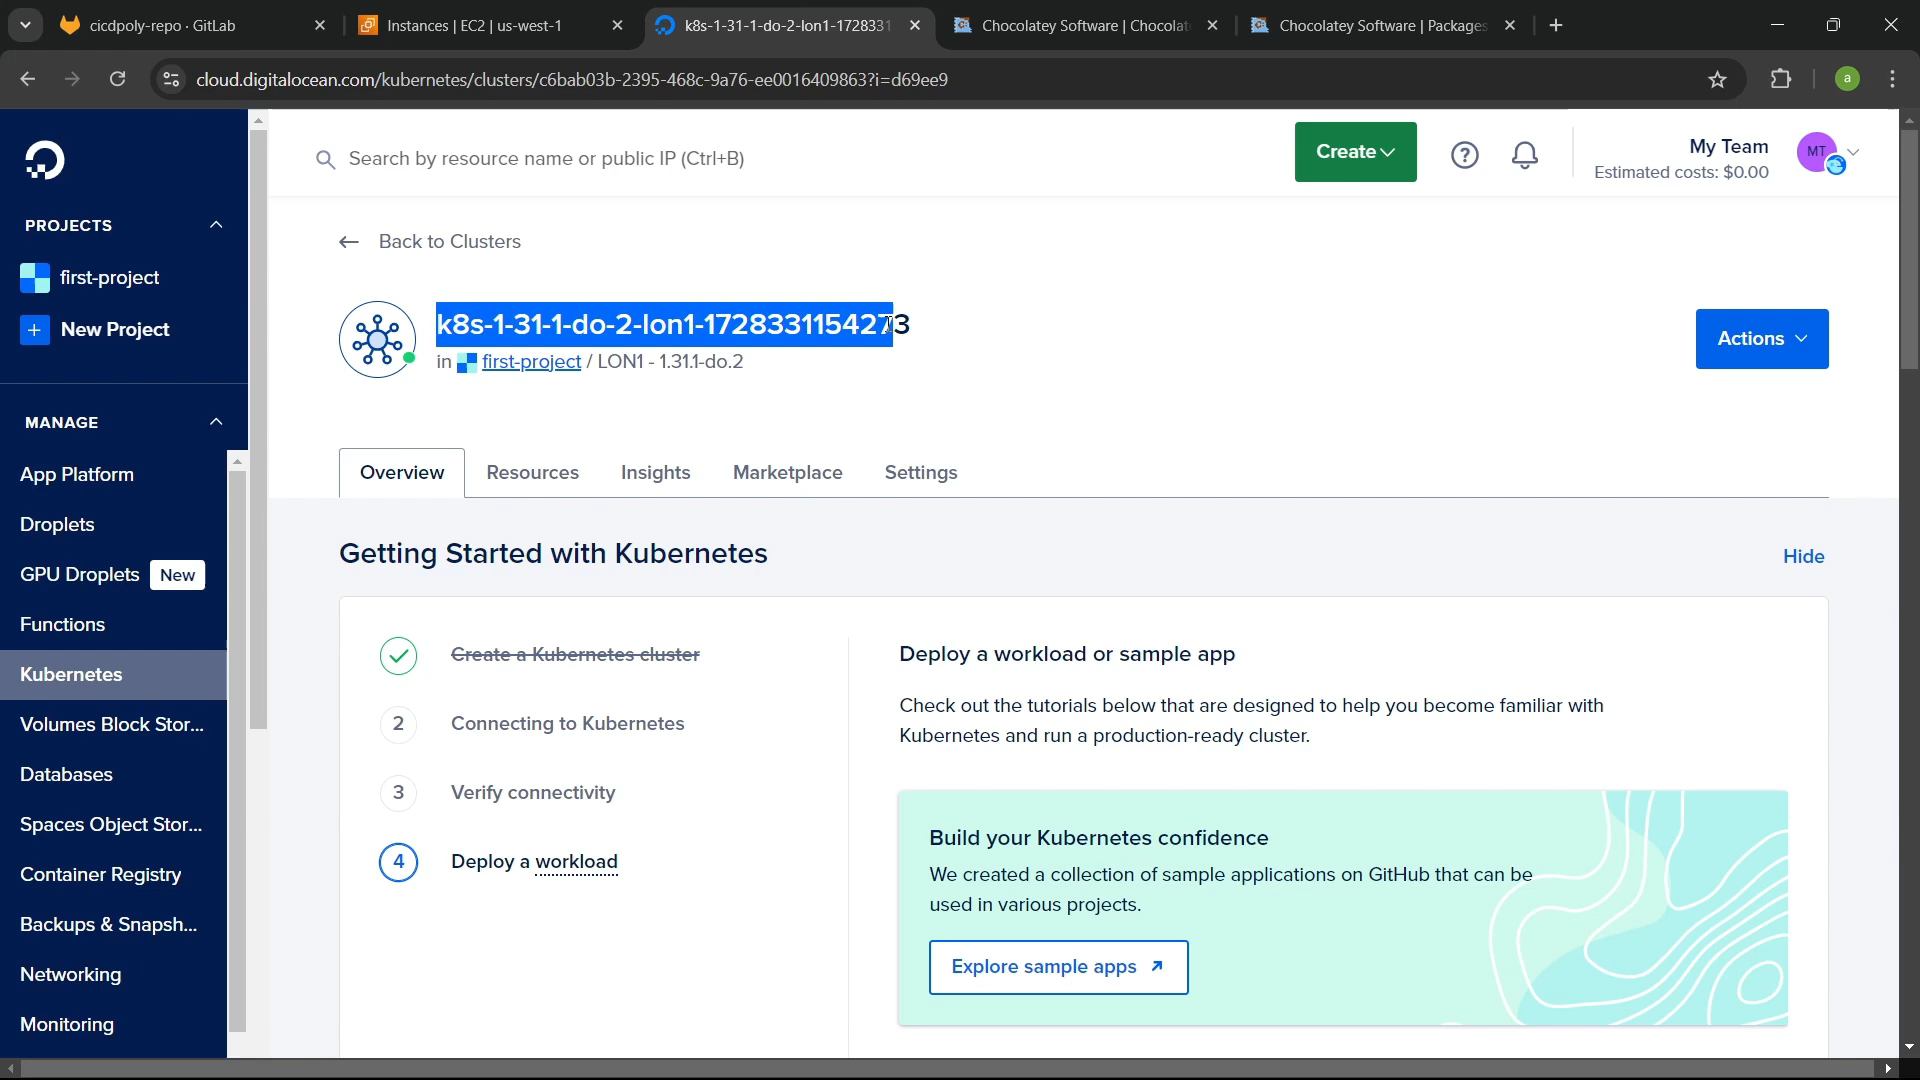 cicdpoly-repo · GitLab
Instances | EC2 | us-west-1
k8s-1-31-1-do-2-lon1-1728331
Chocolatey Software | Chocolat
Chocolatey Software | Packages
cloud.digitalocean.com/kubernetes/clusters/c6bab03b-2395-468c-9a76-ee0016409863?i=d69ee9
a
Search by resource name or public IP (Ctrl+B)
Create
My Team
Estimated costs: $0.00
MT
PROJECTS
first-project
New Project
MANAGE
App Platform
Droplets
GPU Droplets New
Functions
Kubernetes
Volumes Block Stor...
Databases
Spaces Object Stor...
Container Registry
Backups & Snapsh...
Networking
Monitoring
Back to Clusters
k8s-1-31-1-do-2-lon1-1728331154273
in first-project / LON1 - 1.31.1-do.2
Actions
Overview
Resources
Insights
Marketplace
Settings
Getting Started with Kubernetes
Hide
Create a Kubernetes cluster
2 Connecting to Kubernetes
3 Verify connectivity
4 Deploy a workload
Deploy a workload or sample app
Check out the tutorials below that are designed to help you become familiar with
Kubernetes and run a production-ready cluster.
Build your Kubernetes confidence
We created a collection of sample applications on GitHub that can be
used in various projects.
Explore sample apps